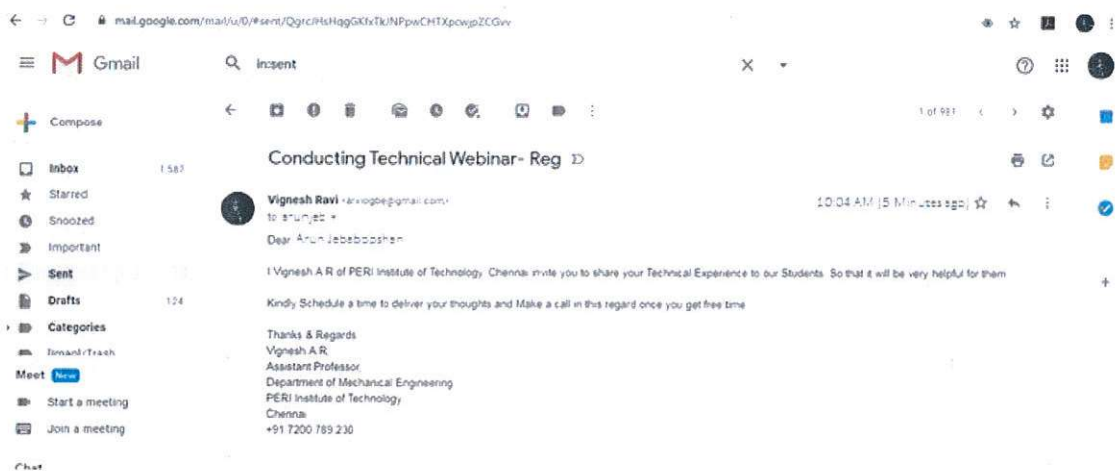 mail.google.com/mail/u/0/#sent/
Gmail
in:sent
Compose
1 of 981
Conducting Technical Webinar- Reg
Inbox 1,582
Starred
Snoozed
Important
Sent
Drafts 124
Categories
Meet New
Start a meeting
Join a meeting
Chat
Vignesh Ravi
10:04 AM (5 Minutes ago)
to arunjeb
Dear Arun Jebabooshan
I Vignesh A R of PERI Institute of Technology, Chennai invite you to share your Technical Experience to our Students. So that it will be very helpful for them
Kindly Schedule a time to deliver your thoughts and Make a call in this regard once you get free time
Thanks & Regards
Vignesh A R,
Assistant Professor,
Department of Mechanical Engineering
PERI Institute of Technology
Chennai
+91 7200 789 230